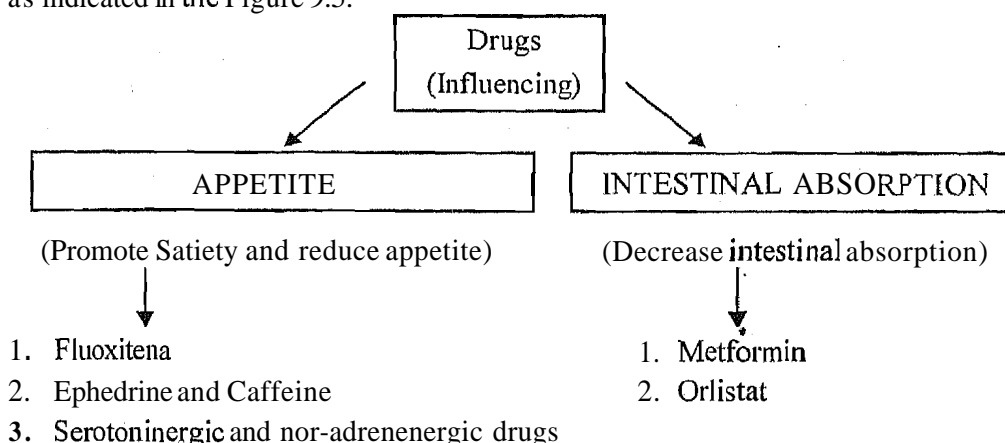 as indicated in the Figure 9.3.
Drugs
(Influencing)
APPETITE
INTESTINAL ABSORPTION
(Promote Satiety and reduce appetite)
(Decrease intestinal absorption)
1. Fluoxitena
2. Ephedrine and Caffeine
3. Serotoninergic and nor-adrenenergic drugs
1. Metformin
2. Orlistat